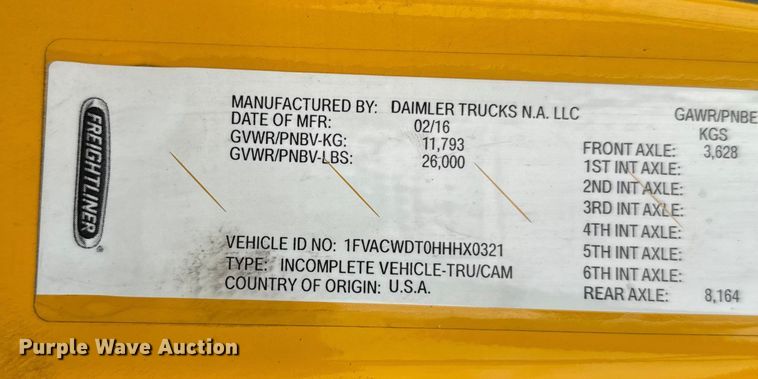 FREIGHTLINER®
MANUFACTURED BY: DAIMLER TRUCKS N.A. LLC
DATE OF MFR: 02/16
GVWR/PNBV-KG: 11,793
GVWR/PNBV-LBS: 26,000
VEHICLE ID NO: 1FVACWDT0HHHX0321
TYPE: INCOMPLETE VEHICLE-TRU/CAM
COUNTRY OF ORIGIN: U.S.A.
GAWR/PNBE
KGS
FRONT AXLE: 3,628
1ST INT AXLE:
2ND INT AXLE:
3RD INT AXLE:
4TH INT AXLE:
5TH INT AXLE:
6TH INT AXLE:
REAR AXLE: 8,164
Purple Wave Auction